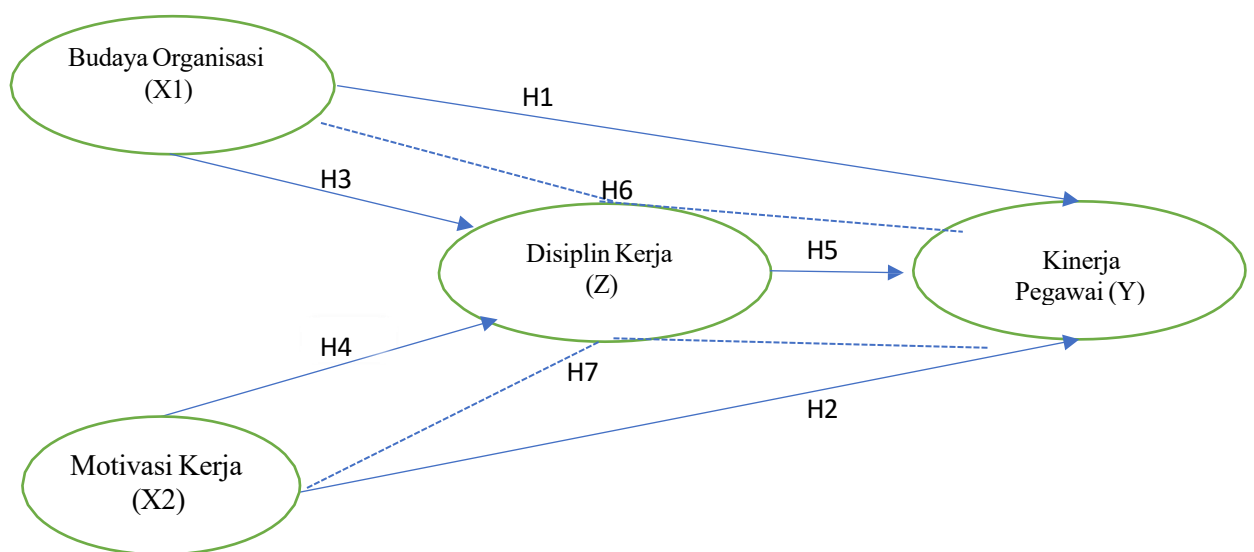 Budaya Organisasi
(X1)
H1
H3
H6
Disiplin Kerja
(Z)
H5
Kinerja
Pegawai (Y)
H4
H7
H2
Motivasi Kerja
(X2)